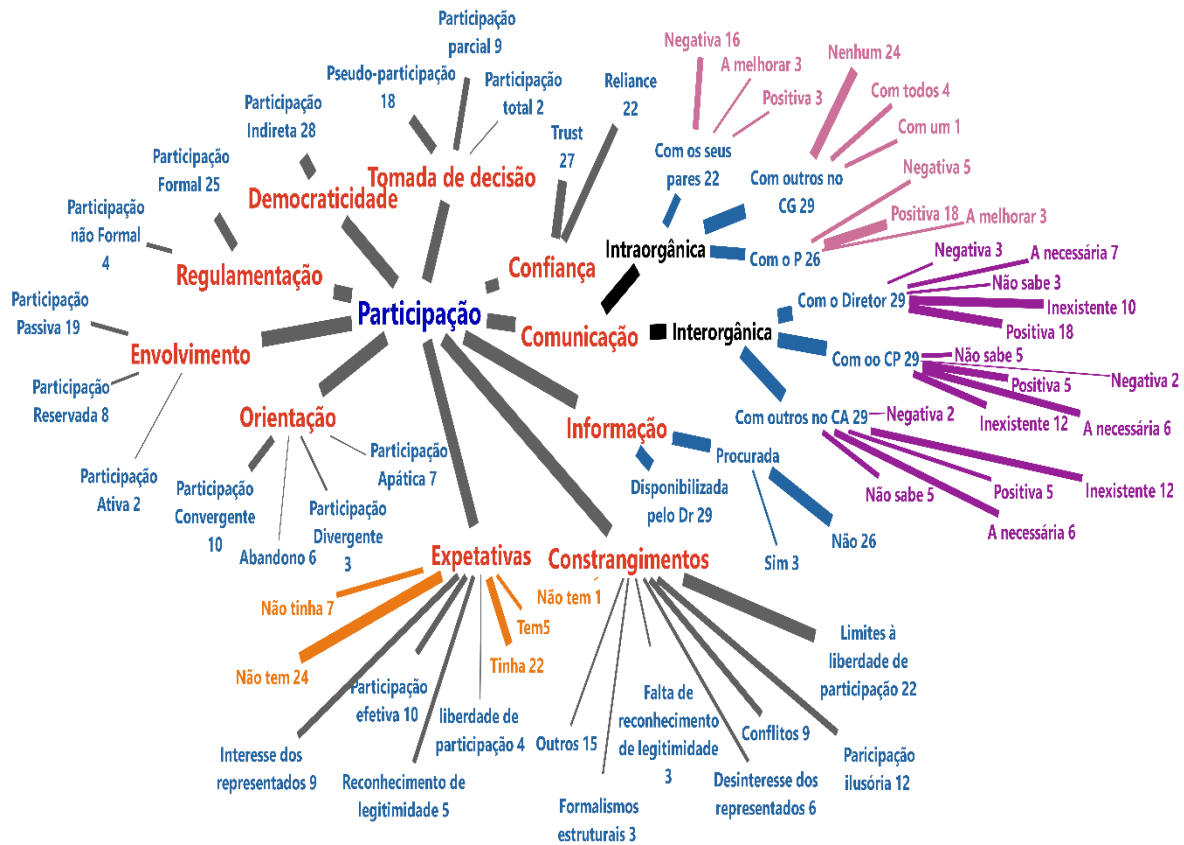 Participação
parcial 9
Pseudo-participação
18
Participação
total 2
Participação
Indireta 28
Participação
Formal 25
Participação
não Formal
4
Participação
Passiva 19
Participação
Reservada 8
Participação
Ativa 2
Tomada de decisão
Democraticidade
Regulamentação
Envolvimento
Orientação
Participação
Convergente
10
Abandono 6
Participação
Divergente
3
Participação
Apática 7
Participação
Confiança
Trust
27
Reliance
22
Comunicação
Intraorgânica
Com os seus
pares 22
Negativa 16
A melhorar 3
Positiva 3
Com outros no
CG 29
Nenhum 24
Com todos 4
Com um 1
Com o P 26
Negativa 5
Positiva 18
A melhorar 3
Interorgânica
Com o Diretor 29
Negativa 3
A necessária 7
Não sabe 3
Inexistente 10
Positiva 18
Com oo CP 29
Não sabe 5
Negativa 2
Positiva 5
A necessária 6
Inexistente 12
Com outros no CA 29
Negativa 2
Inexistente 12
Positiva 5
A necessária 6
Não sabe 5
Informação
Procurada
Disponibilizada
pelo Dr 29
Sim 3
Não 26
Expetativas
Não tinha 7
Não tem 24
Tem5
Tinha 22
Interesse dos
representados 9
Participação
efetiva 10
Reconhecimento de
legitimidade 5
liberdade de
participação 4
Constrangimentos
Não tem 1
Outros 15
Formalismos
estruturais 3
Falta de
reconhecimento
de legitimidade
3
Desinteresse dos
representados 6
Conflitos 9
Paricipação
ilusória 12
Limites à
liberdade de
participação 22